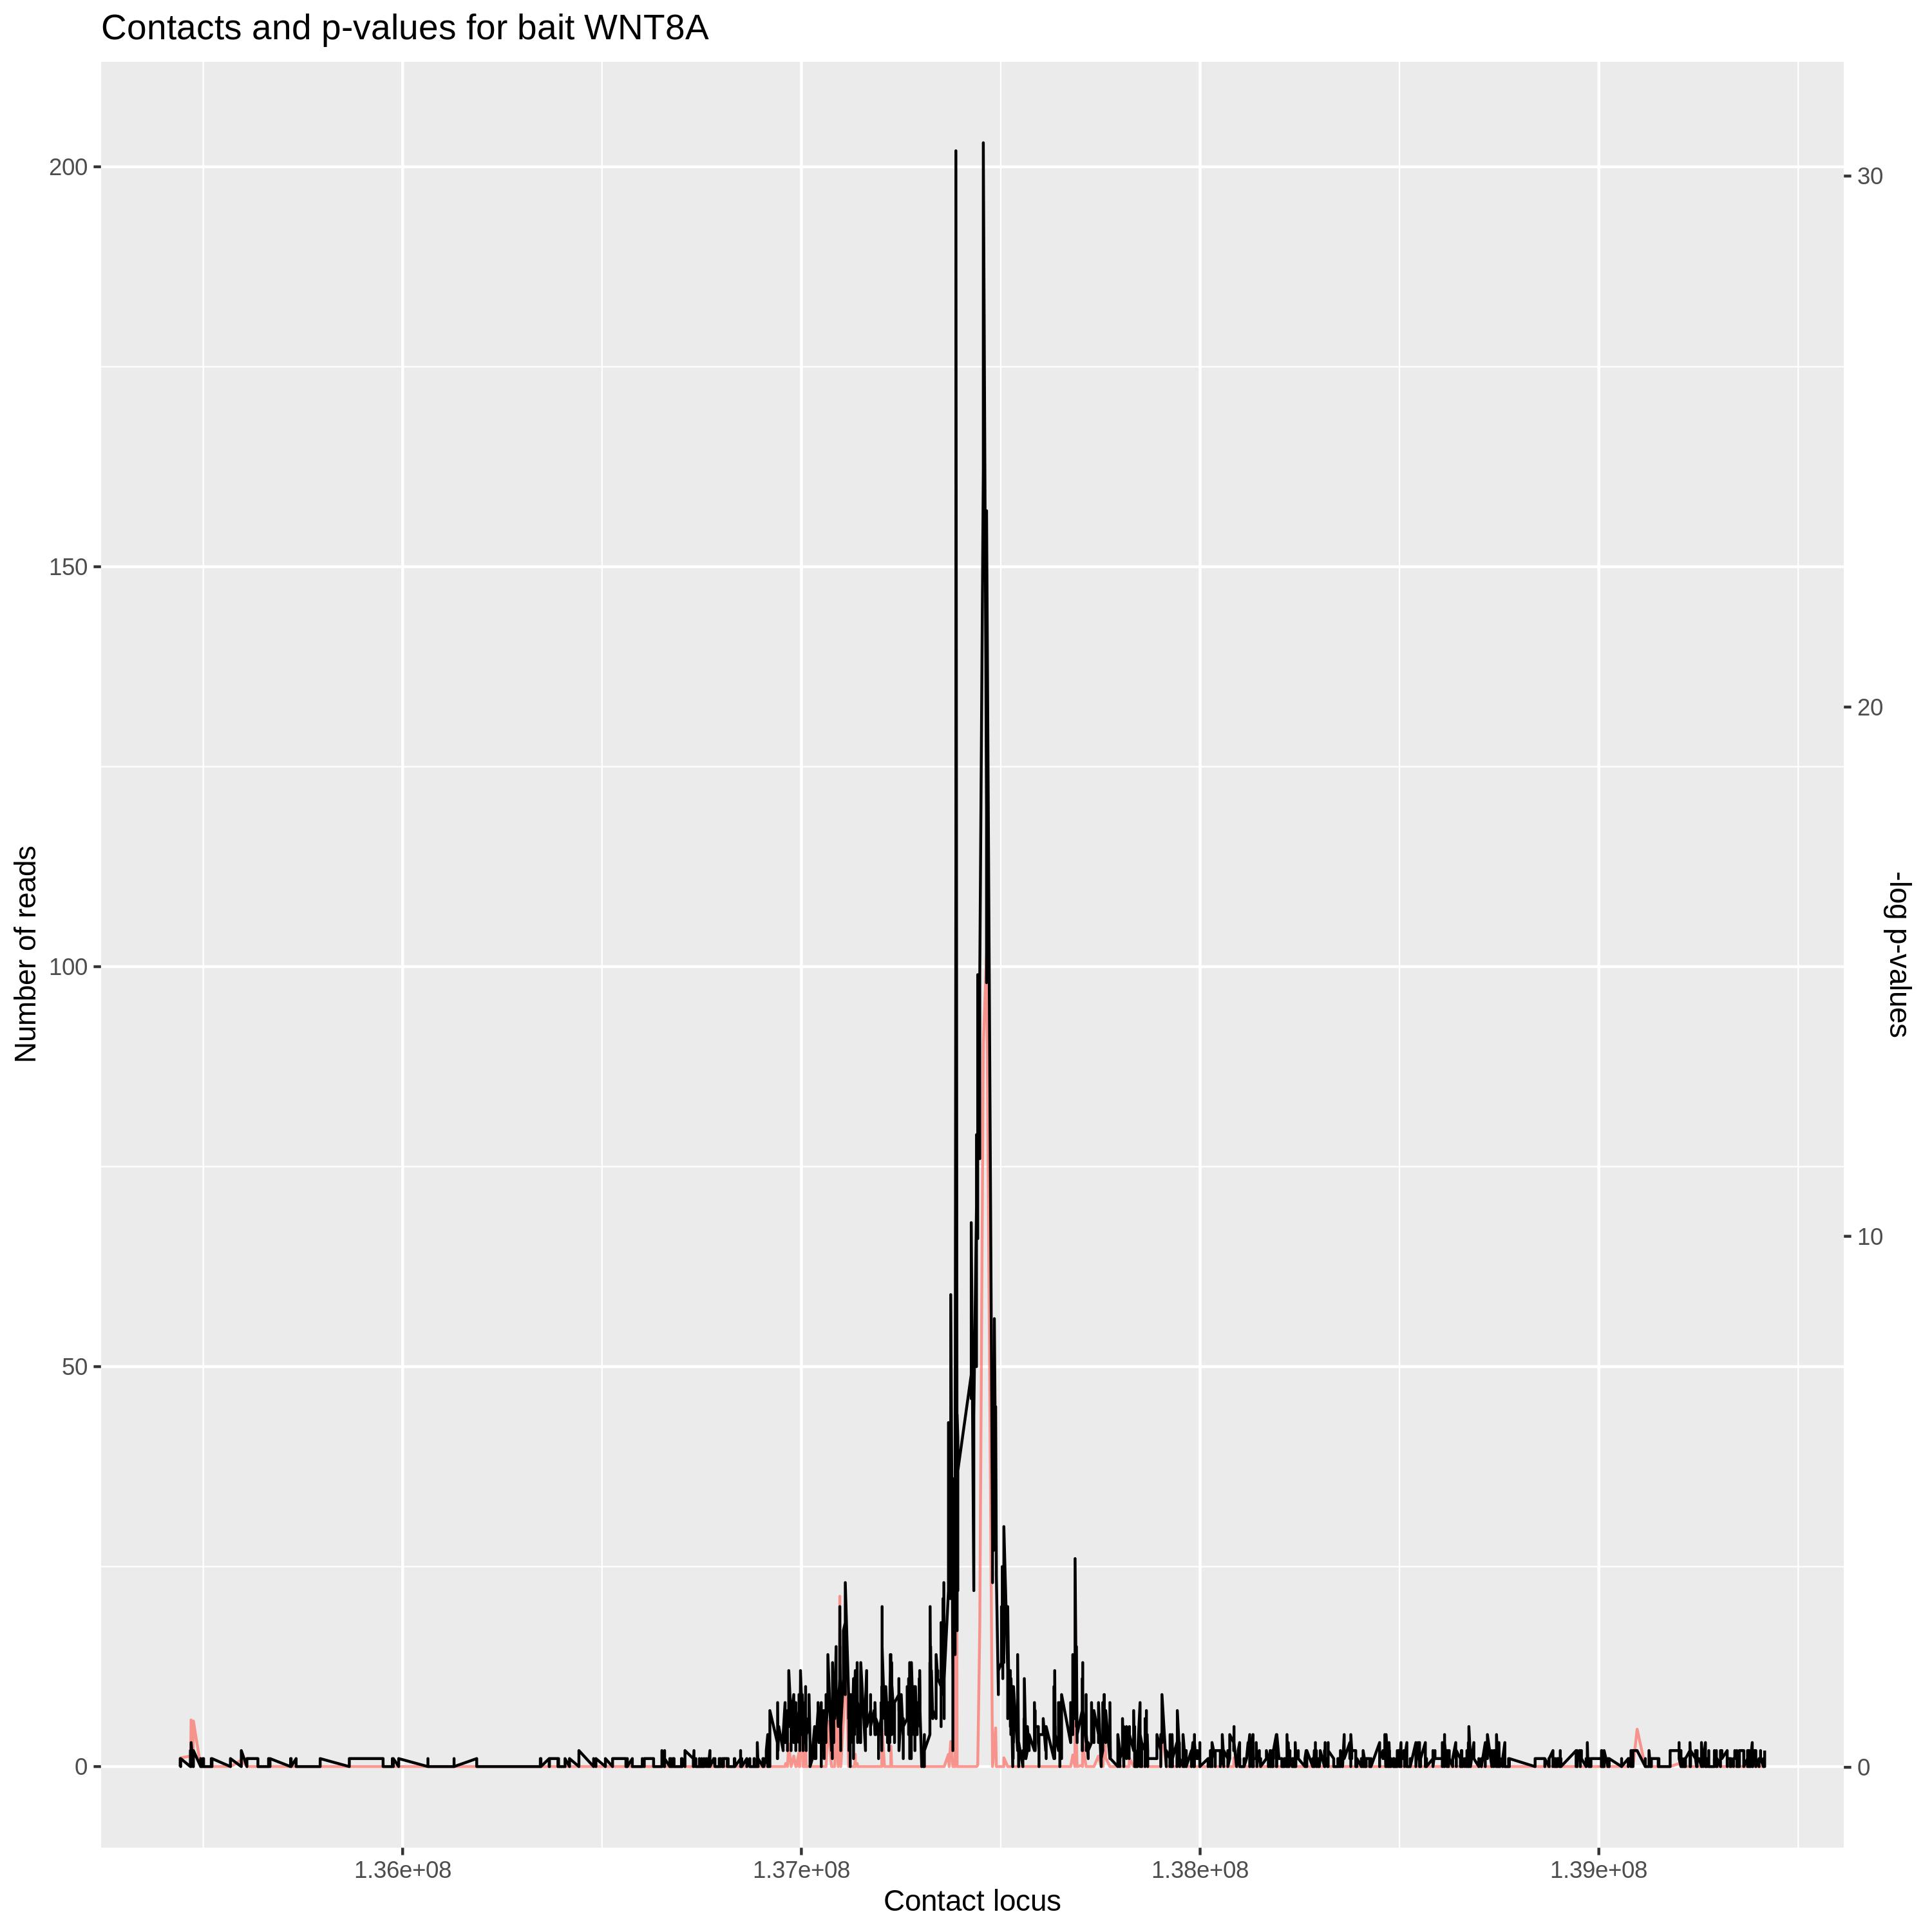 Contacts and p-values for bait WNT8A
200
150
100
50
0
30
20
10
0
Number of reads
-log p-values
1.36e+08
1.37e+08
1.38e+08
1.39e+08
Contact locus